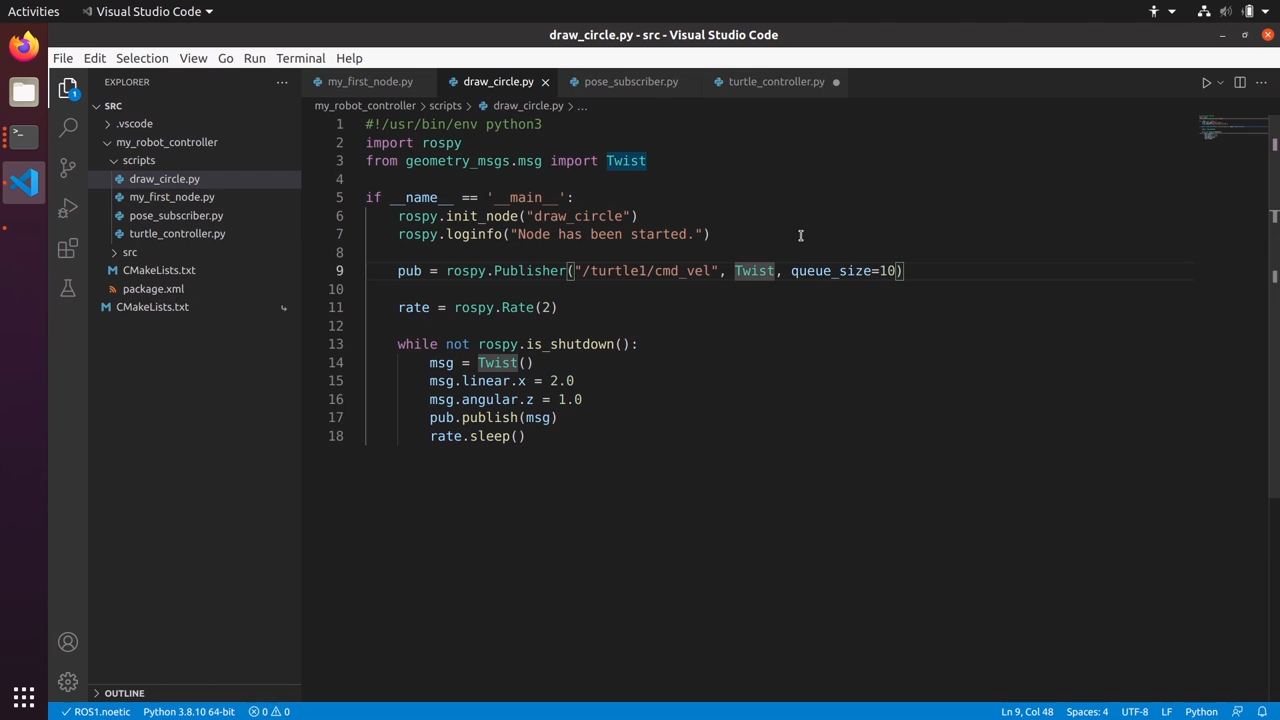 Activities
Visual Studio Code
draw_circle.py - src - Visual Studio Code
File Edit Selection View Go Run Terminal Help
EXPLORER
my_first_node.py
draw_circle.py
pose_subscriber.py
turtle_controller.py
my_robot_controller > scripts > draw_circle.py > ...
1
SRC
.vscode
my_robot_controller
scripts
draw_circle.py
my_first_node.py
pose_subscriber.py
turtle_controller.py
src
CMakeLists.txt
package.xml
CMakeLists.txt
OUTLINE
1 #!/usr/bin/env python3
2 import rospy
3 from geometry_msgs.msg import Twist
4
5 if __name__ == '__main__':
6 rospy.init_node("draw_circle")
7 rospy.loginfo("Node has been started.")
8
9 pub = rospy.Publisher("/turtle1/cmd_vel", Twist, queue_size=10)
10
11 rate = rospy.Rate(2)
12
13 while not rospy.is_shutdown():
14 msg = Twist()
15 msg.linear.x = 2.0
16 msg.angular.z = 1.0
17 pub.publish(msg)
18 rate.sleep()
ROS1.noetic Python 3.8.10 64-bit 0 0 Ln 9, Col 48 Spaces: 4 UTF-8 LF Python